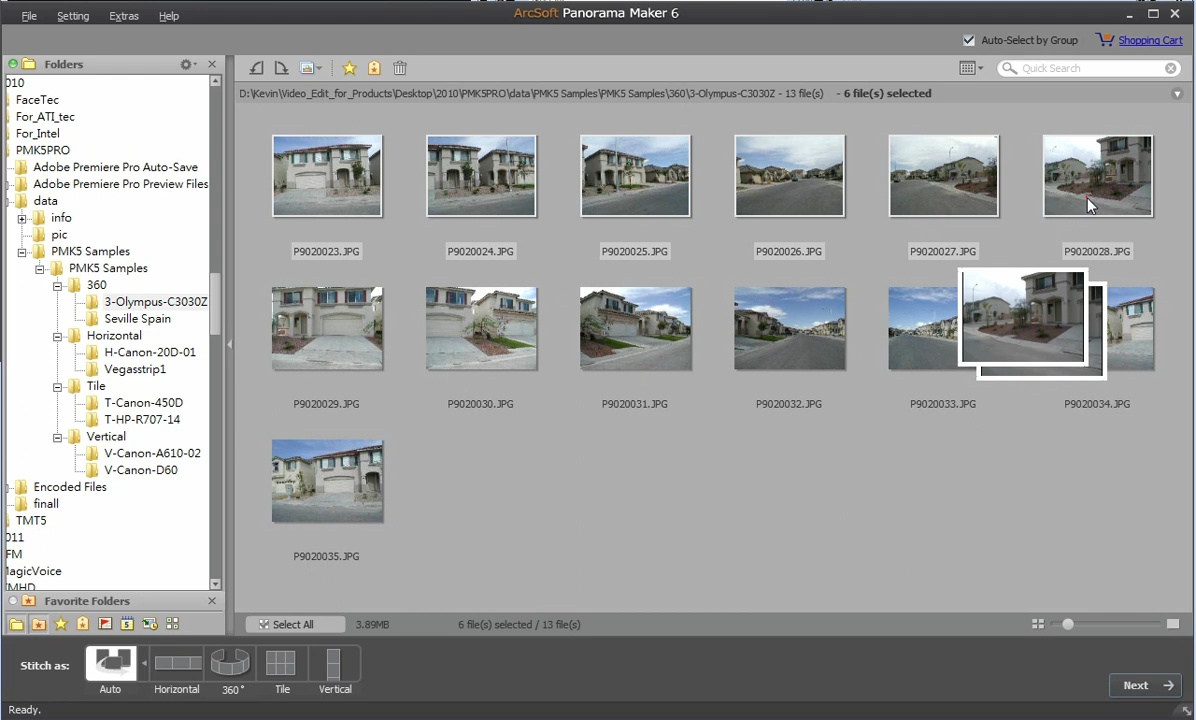 ArcSoft Panorama Maker 6
File Setting Extras Help
Auto-Select by Group Shopping Cart
Folders
Quick Search
D:\Kevin\Video_Edit_for_Products\Desktop\2010\PMK5PRO\data\PMK5 Samples\PMK5 Samples\360\3-Olympus-C3030Z - 13 file(s) - 6 file(s) selected
010
FaceTec
For_ATI_tec
For_Intel
PMK5PRO
Adobe Premiere Pro Auto-Save
Adobe Premiere Pro Preview Files
data
info
pic
PMK5 Samples
PMK5 Samples
360
3-Olympus-C3030Z
Seville Spain
Horizontal
H-Canon-20D-01
Vegasstrip1
Tile
T-Canon-450D
T-HP-R707-14
Vertical
V-Canon-A610-02
V-Canon-D60
Encoded Files
finall
TMT5
011
FM
MagicVoice
TMHD
P9020023.JPG P9020024.JPG P9020025.JPG P9020026.JPG P9020027.JPG P9020028.JPG
P9020029.JPG P9020030.JPG P9020031.JPG P9020032.JPG P9020033.JPG P9020034.JPG
P9020035.JPG
Favorite Folders
5
Select All 3.89MB 6 file(s) selected / 13 file(s)
Stitch as:
Auto Horizontal 360° Tile Vertical
Next
Ready.